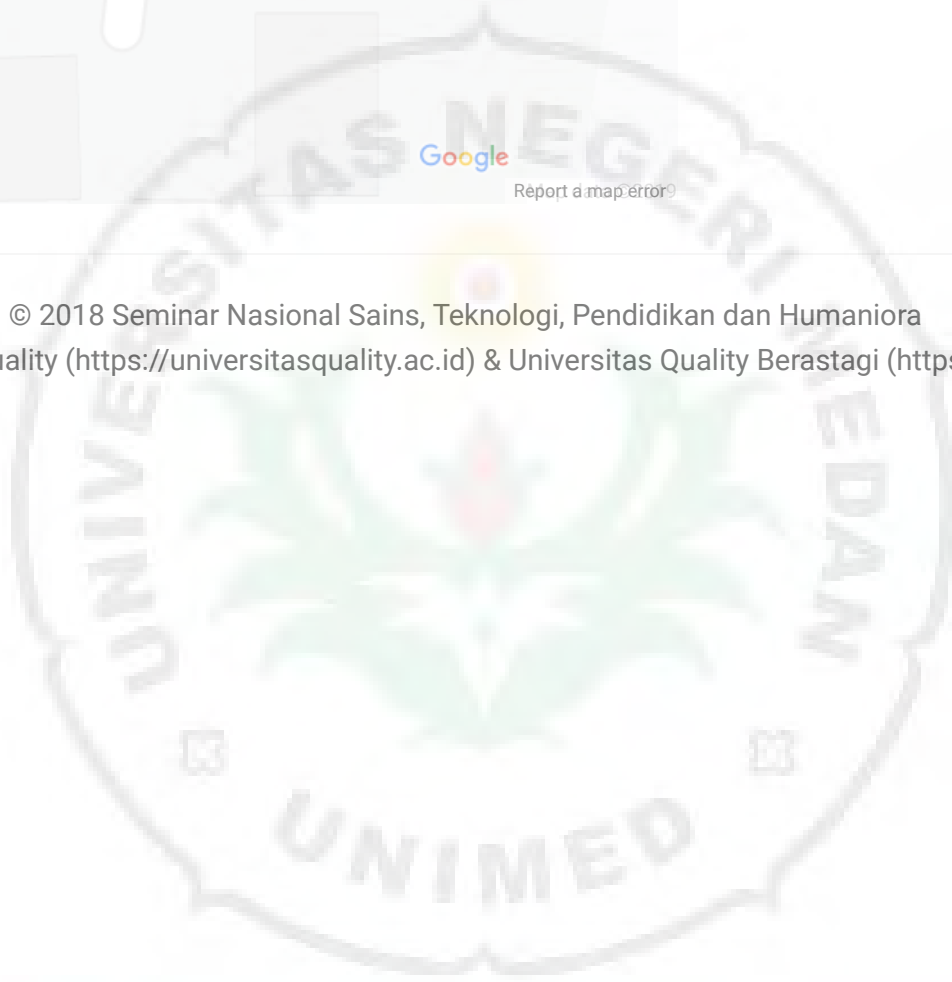 Google
Report a map error
© 2018 Seminar Nasional Sains, Teknologi, Pendidikan dan Humaniora
uality (https://universitasquality.ac.id) & Universitas Quality Berastagi (https
UNIVERSITAS NEGERI MEDAN
UNIMED